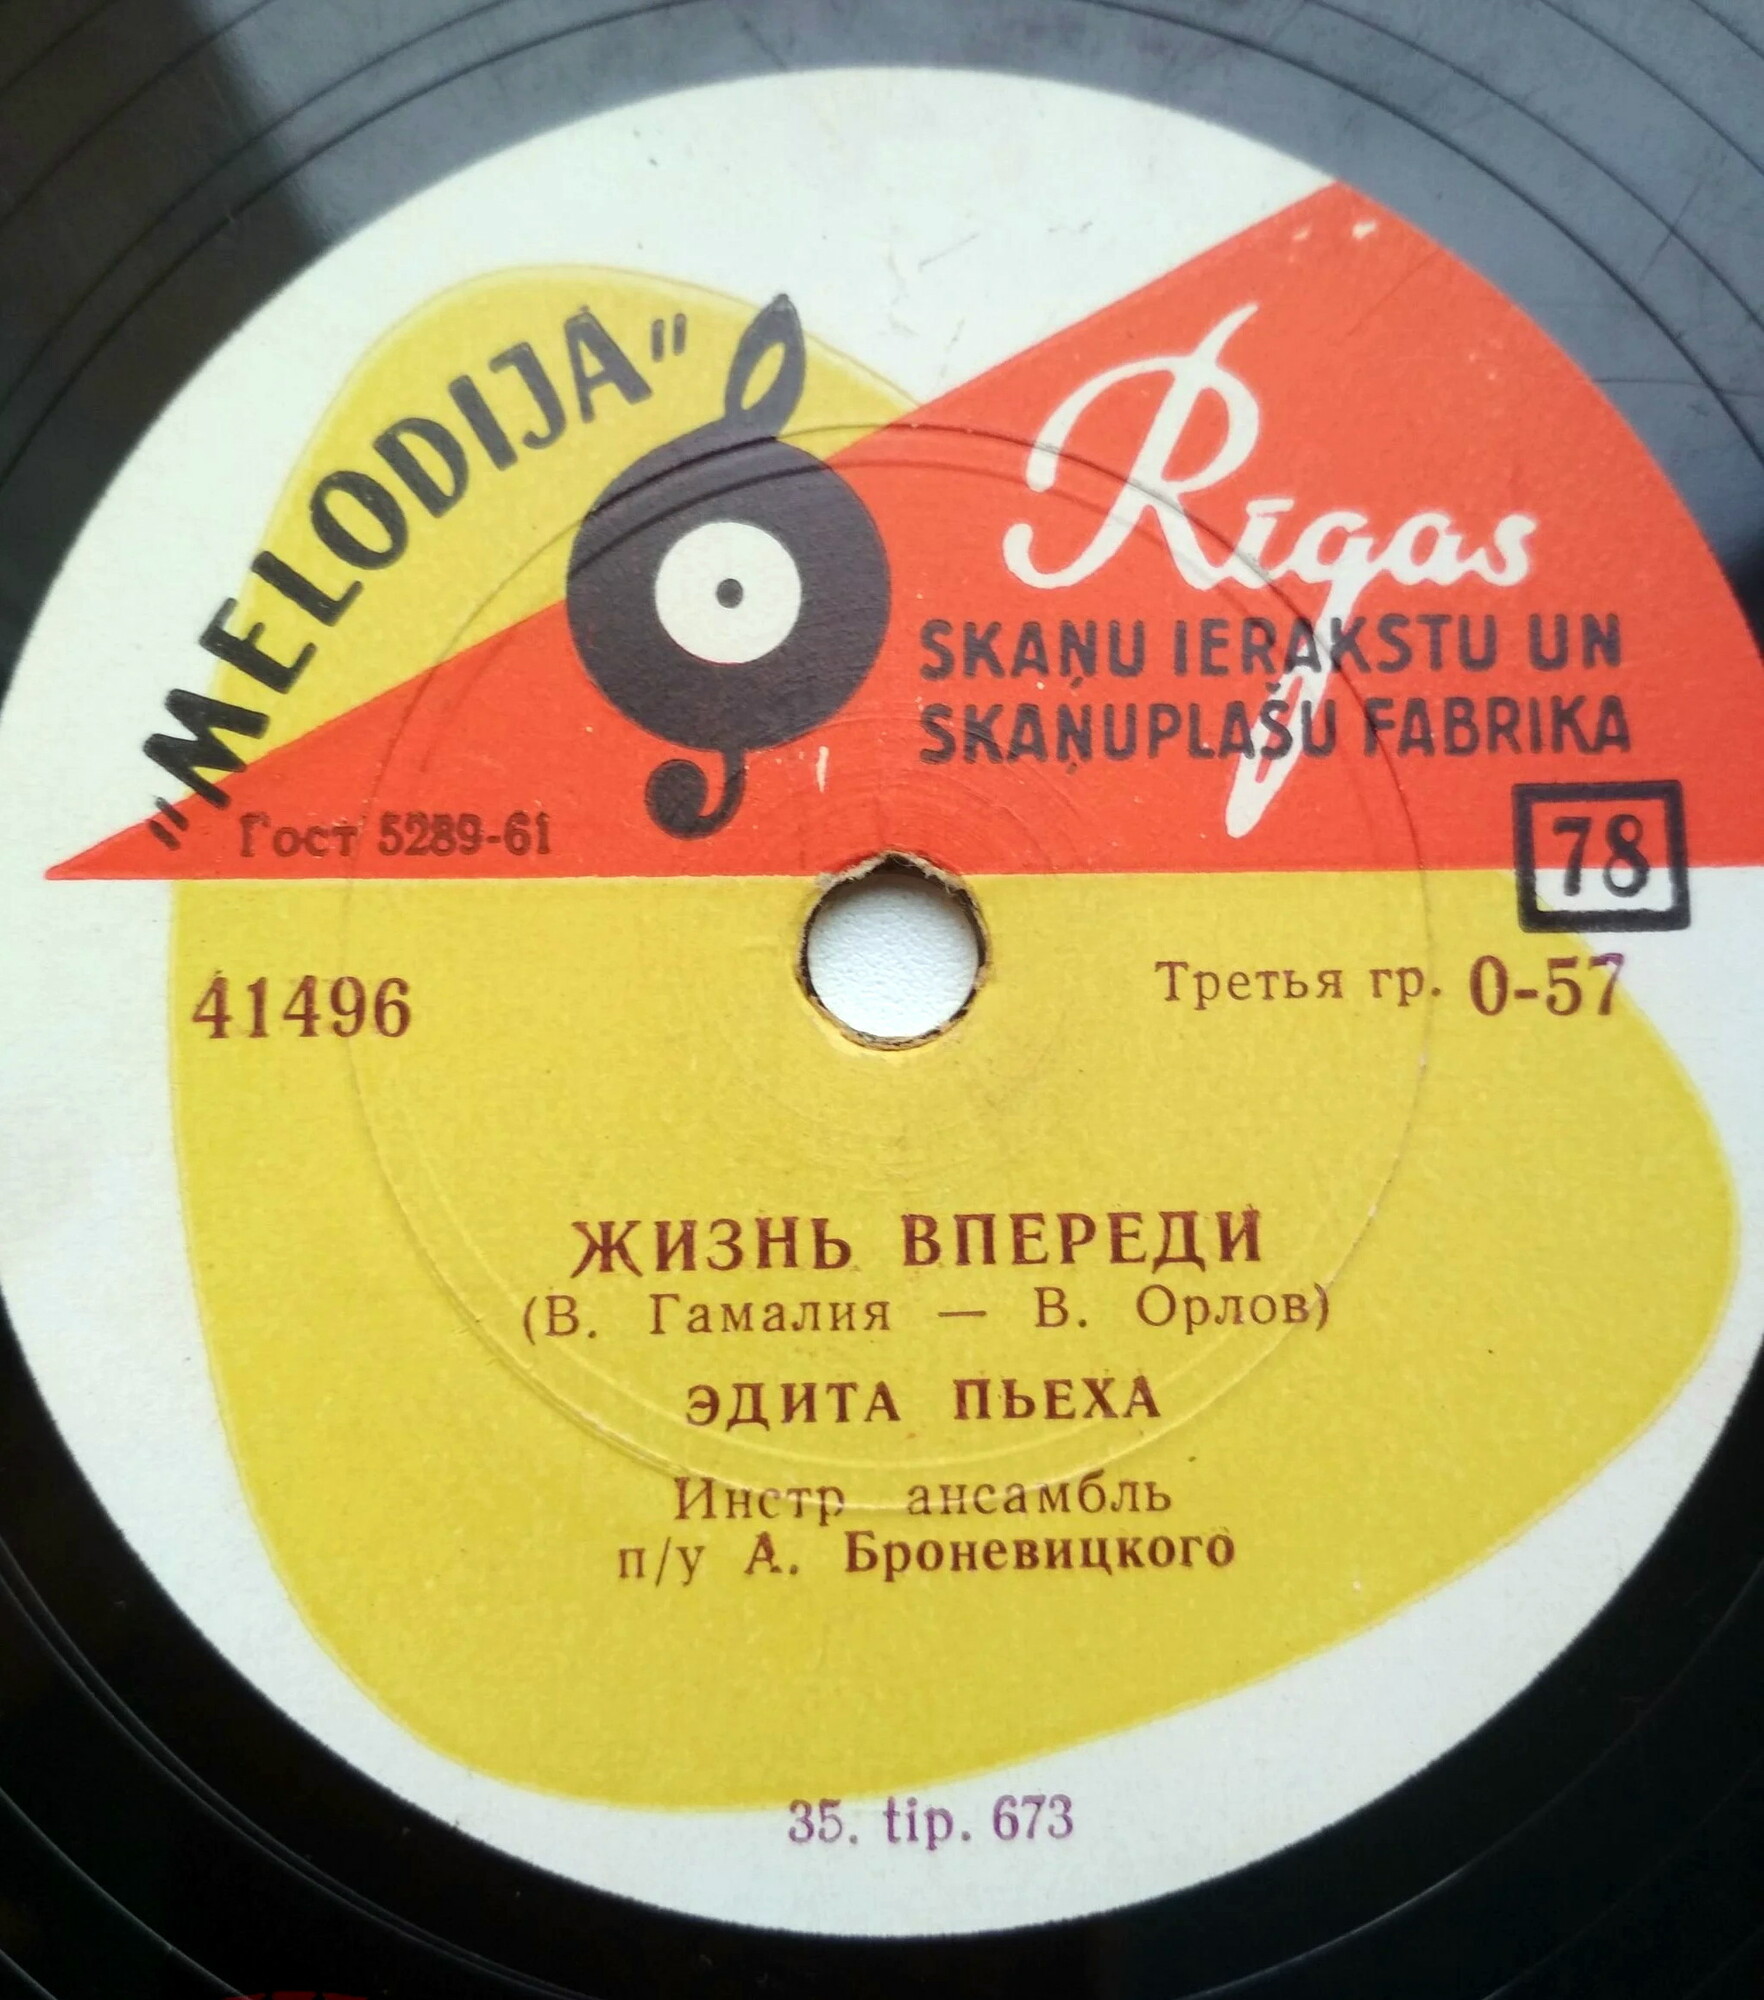 "MELODIJA"
Rīgas
SKAŅU IERAKSTU UN
SKAŅUPLAŠU FABRIKA
Гост 5289-61
78
41496
Третья гр. 0-57
ЖИЗНЬ ВПЕРЕДИ
(В. Гамалия — В. Орлов)
ЭДИТА ПЬЕХА
Инстр ансамбль
п/у А. Броневицкого
35. tip. 673